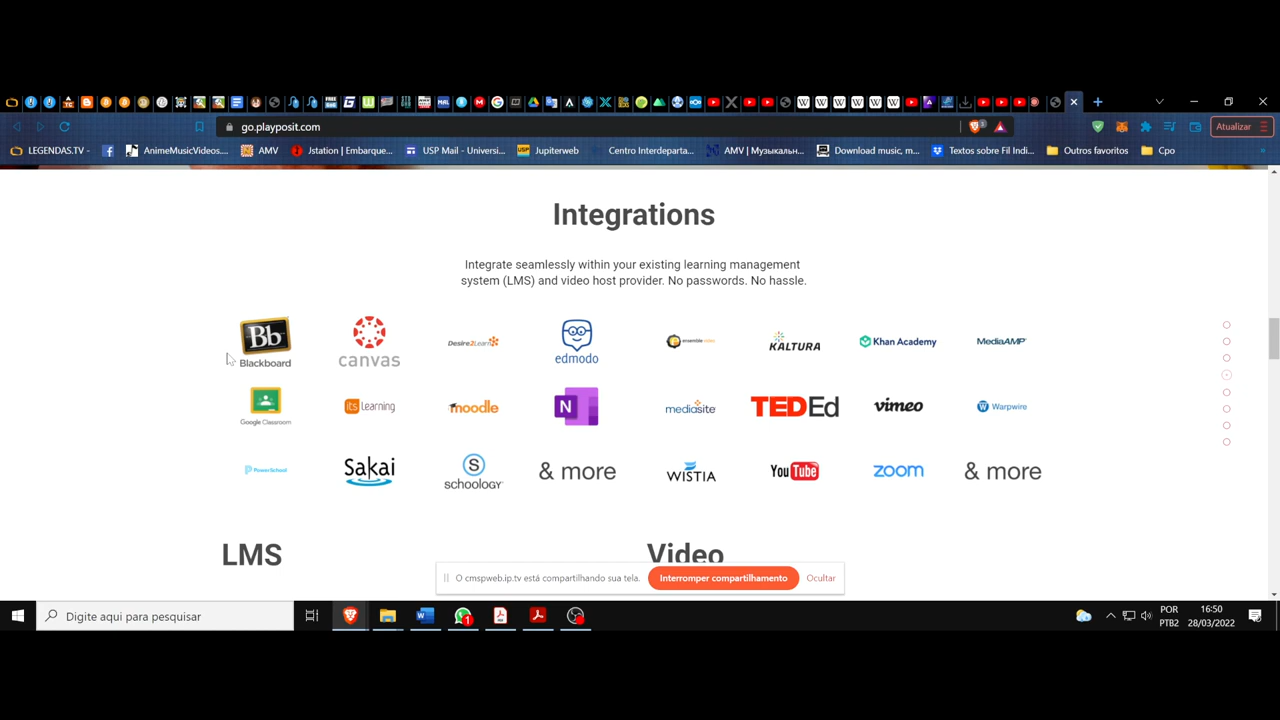 go.playposit.com
Atualizar
LEGENDAS.TV
AnimeMusicVideos...
AMV
Jstation | Embarque...
USP Mail - Universi...
Jupiterweb
Centro Interdeparta...
AMV | Музыкальн...
Download music, m...
Textos sobre Fil Indi...
Outros favoritos
Cpo
Integrations
Integrate seamlessly within your existing learning management
system (LMS) and video host provider. No passwords. No hassle.
Bb
Blackboard
canvas
Desire2Learn
edmodo
ensemble video
KALTURA
Khan Academy
MediaAMP
Google Classroom
itslearning
moodle
N
mediasite
TEDEd
vimeo
Warpwire
PowerSchool
Sakai
S
schoology
& more
WISTIA
YouTube
zoom
& more
LMS
Video
O cmspweb.ip.tv está compartilhando sua tela.
Interromper compartilhamento
Ocultar
Digite aqui para pesquisar
POR
PTB2
16:50
28/03/2022